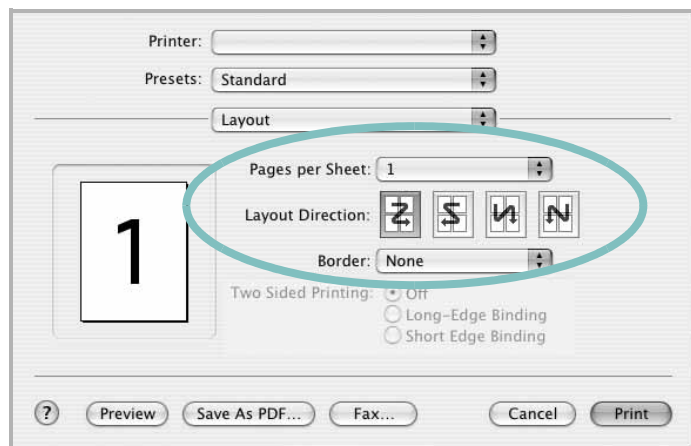 Printer:
Presets: Standard
Layout
Pages per Sheet: 1
Layout Direction:
Border: None
Two Sided Printing: Off
Long-Edge Binding
Short Edge Binding
1
? Preview Save As PDF... Fax... Cancel Print